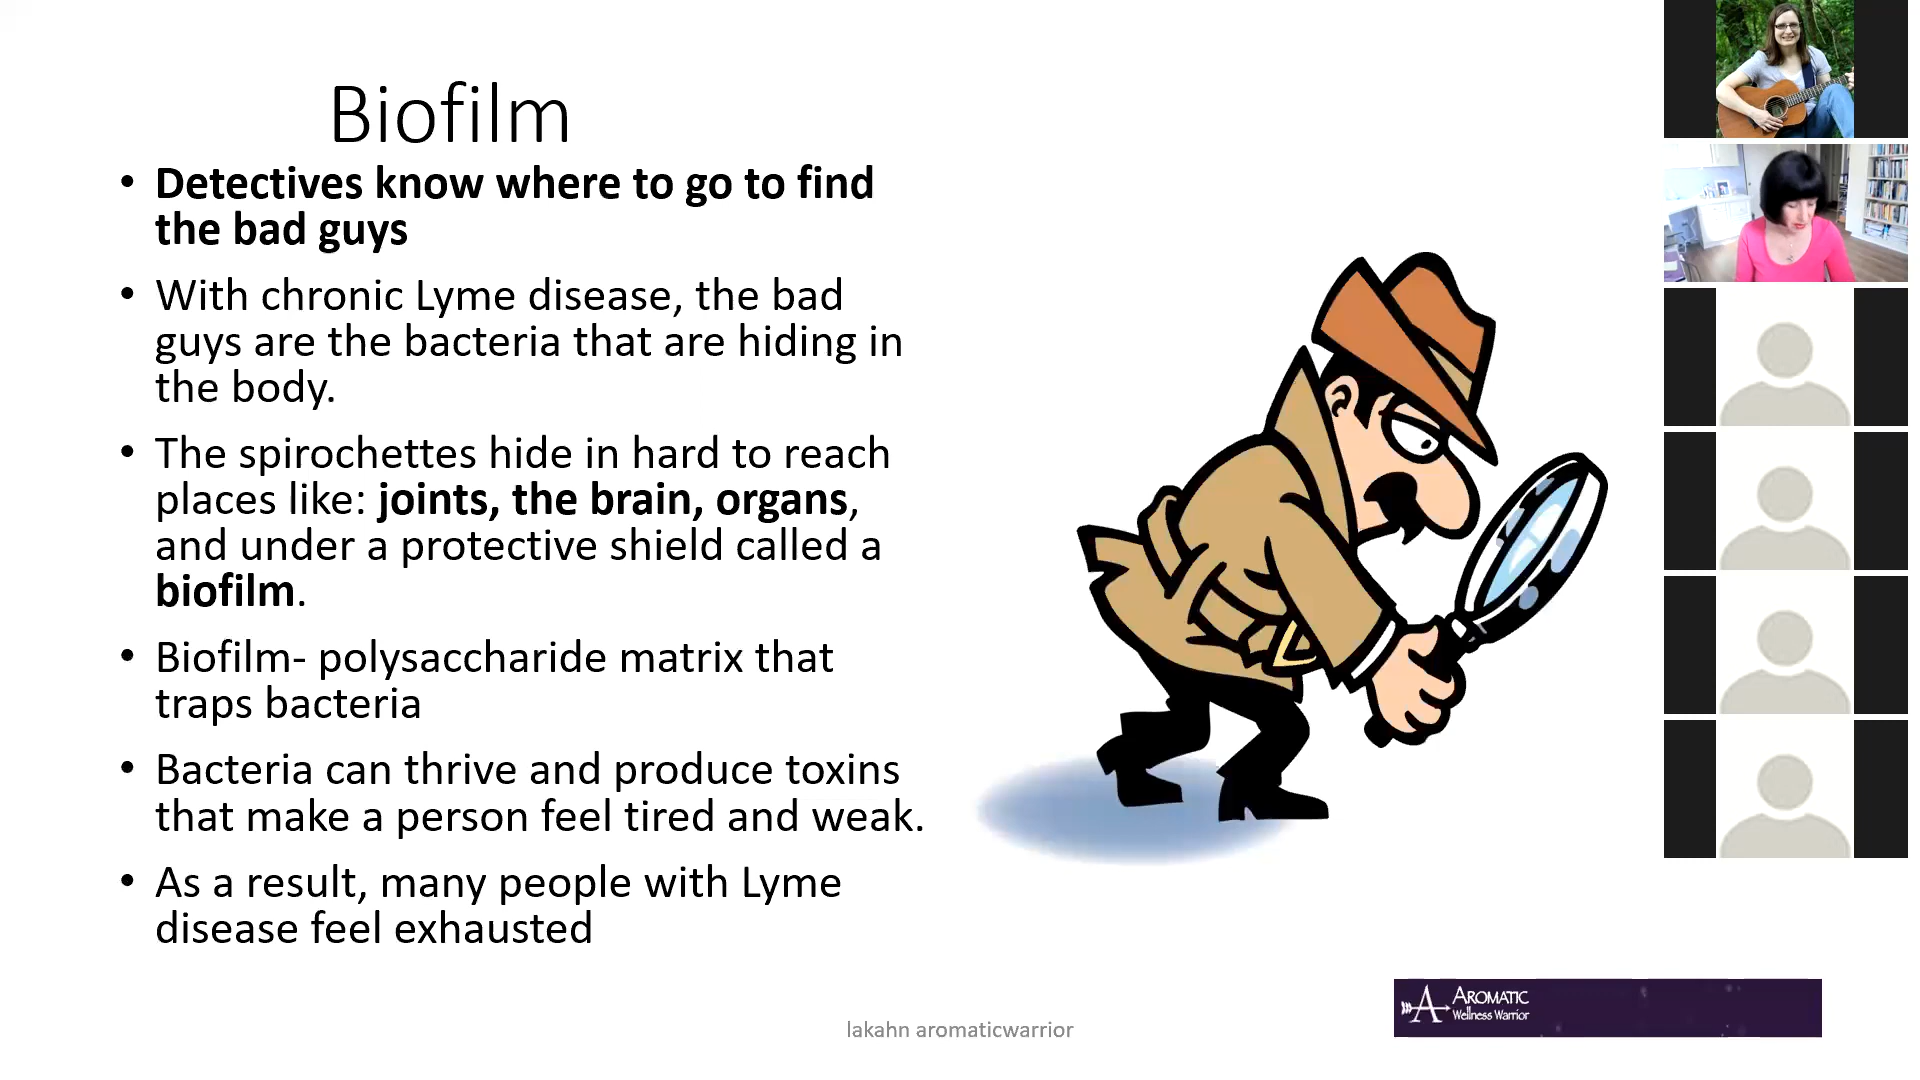 Biofilm
• Detectives know where to go to find
the bad guys
• With chronic Lyme disease, the bad
guys are the bacteria that are hiding in
the body.
• The spirochettes hide in hard to reach
places like: joints, the brain, organs,
and under a protective shield called a
biofilm.
• Biofilm- polysaccharide matrix that
traps bacteria
• Bacteria can thrive and produce toxins
that make a person feel tired and weak.
• As a result, many people with Lyme
disease feel exhausted
lakahn aromaticwarrior
AROMATIC
Wellness Warrior